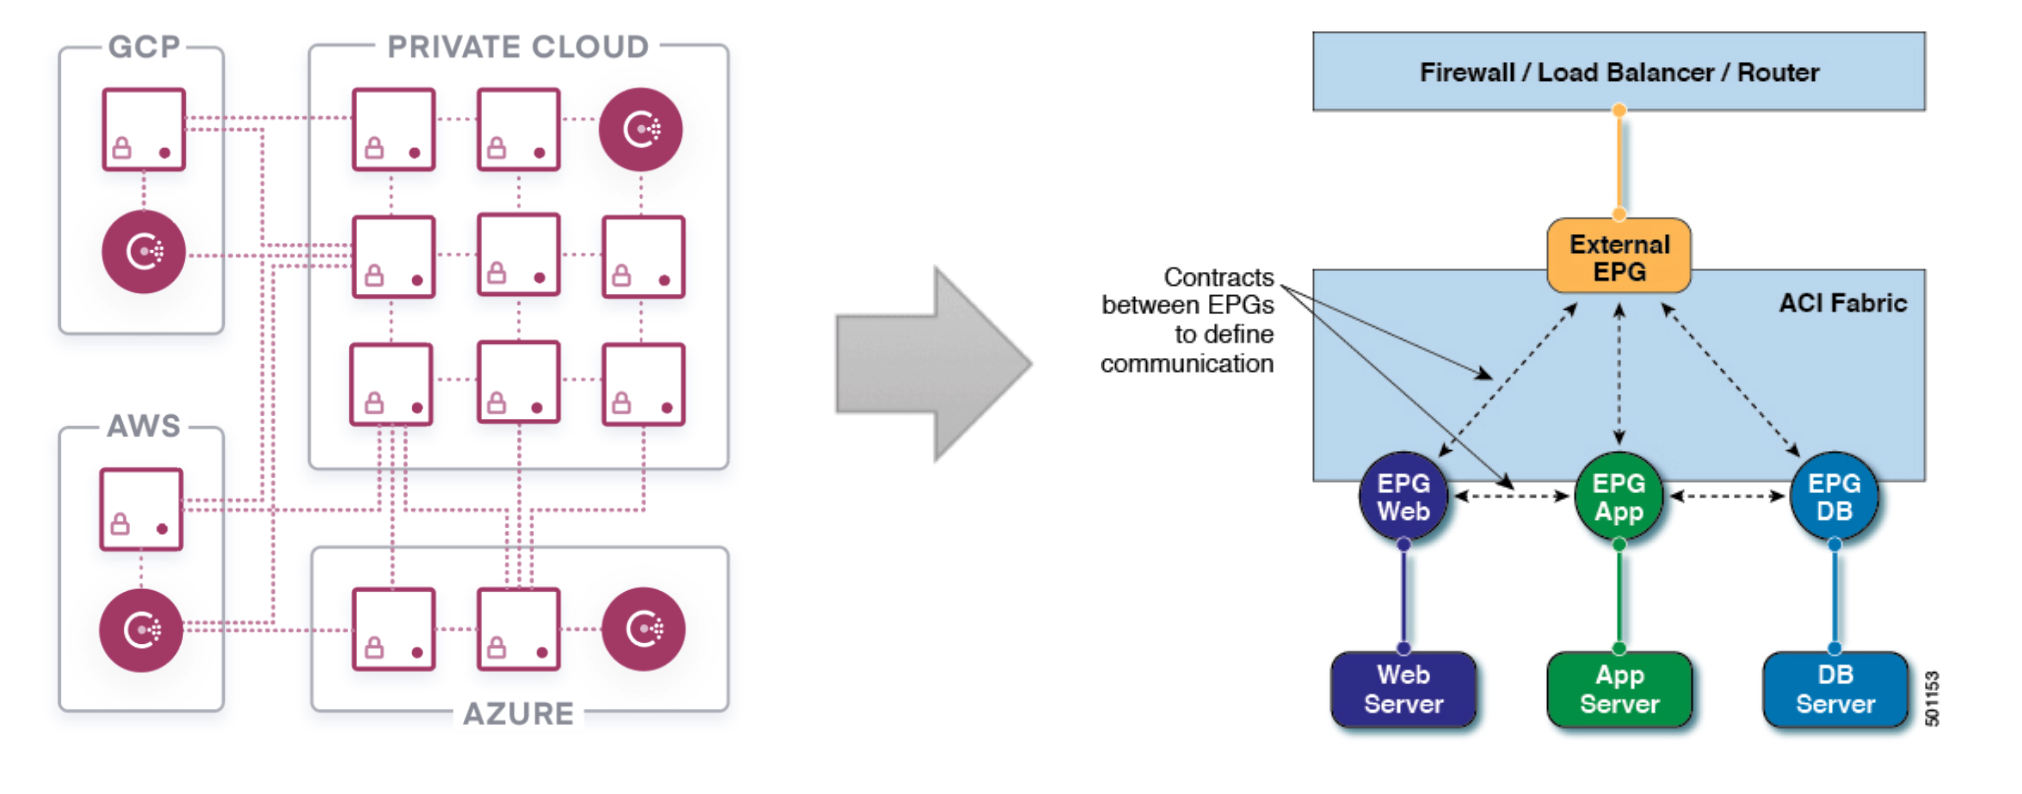 GCP
PRIVATE CLOUD
AWS
AZURE
Firewall / Load Balancer / Router
External
EPG
ACI Fabric
Contracts
between EPGs
to define
communication
EPG
Web
EPG
App
EPG
DB
Web
Server
App
Server
DB
Server
501153